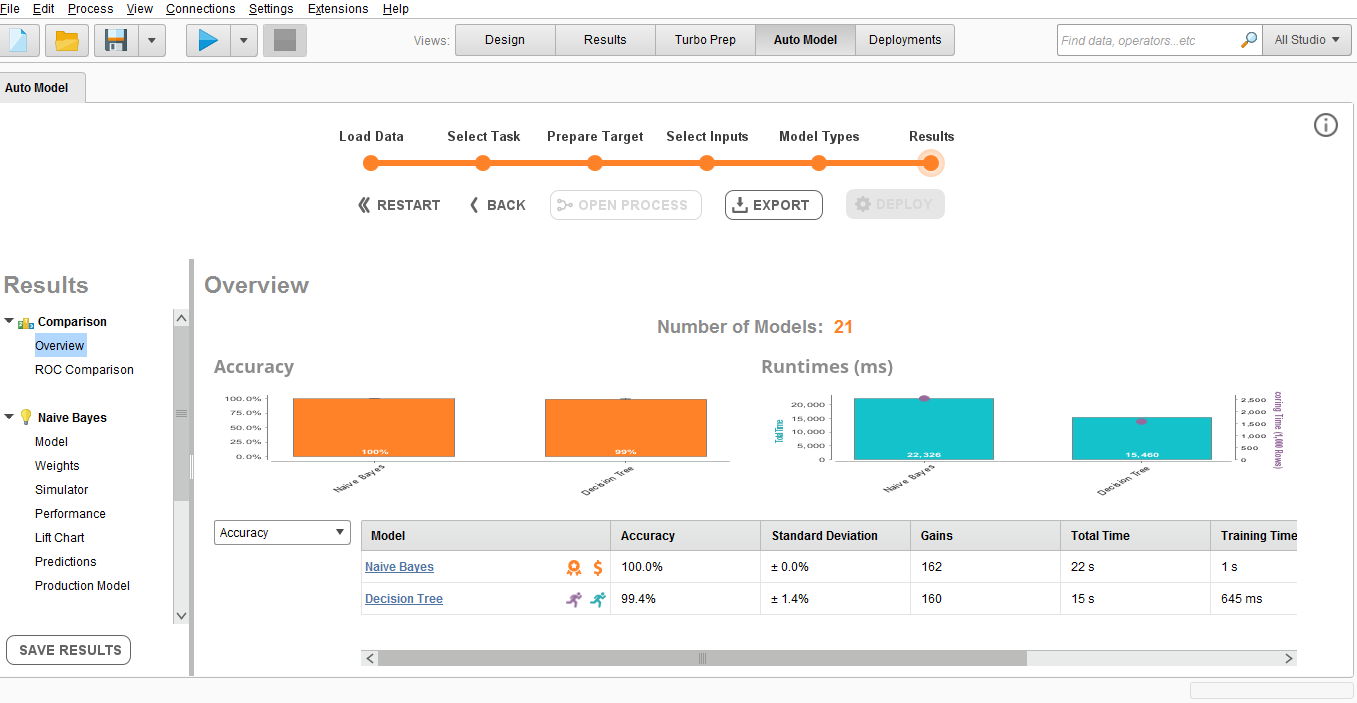 File Edit Process View Connections Settings Extensions Help
Views: Design Results Turbo Prep Auto Model Deployments Find data, operators...etc All Studio
Auto Model
Load Data Select Task Prepare Target Select Inputs Model Types Results
RESTART BACK OPEN PROCESS EXPORT DEPLOY
Results
Comparison
Overview
ROC Comparison
Naive Bayes
Model
Weights
Simulator
Performance
Lift Chart
Predictions
Production Model
SAVE RESULTS
Overview
Number of Models: 21
Accuracy
100.0%
75.0%
50.0%
25.0%
0.0%
100% 99%
Naive Bayes Decision Tree
Runtimes (ms)
Total Time
20,000
15,000
10,000
5,000
0
22,326 15,460
Naive Bayes Decision Tree
2,500
2,000
1,500
1,000
500
0
coring Time (1,000 Rows)
Accuracy
Model Accuracy Standard Deviation Gains Total Time Training Time
Naive Bayes 100.0% ± 0.0% 162 22 s 1 s
Decision Tree 99.4% ± 1.4% 160 15 s 645 ms